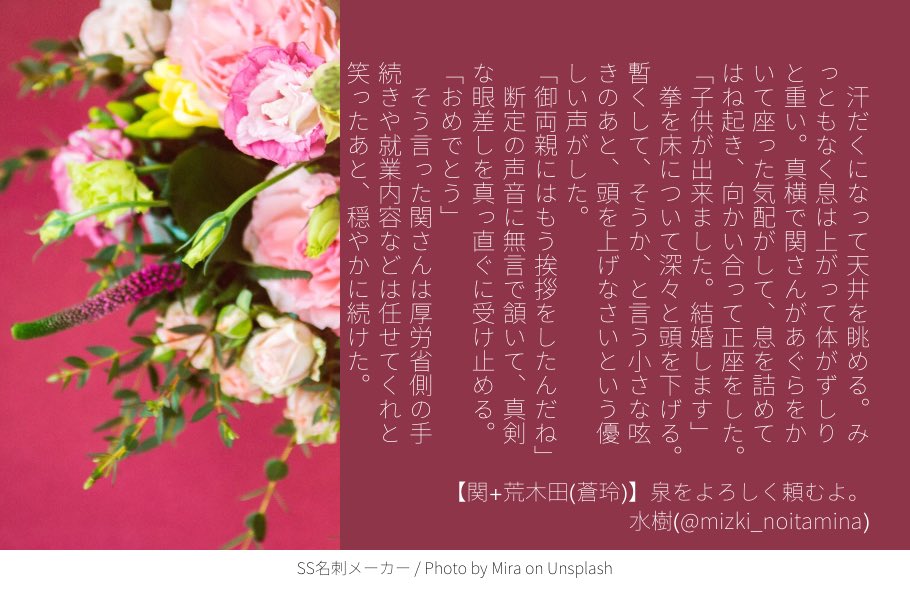 汗だくになって天井を眺める。み
っともなく息は上がって体がずしり
と重い。真横で関さんがあぐらをか
いて座った気配がして、息を詰めて
はね起き、向かい合って正座をした。
「子供が出来ました。結婚します」
　拳を床について深々と頭を下げる。
暫くして、そうか、と言う小さな呟
きのあと、頭を上げなさいという優
しい声がした。
「御両親にはもう挨拶をしたんだね」
　断定の声音に無言で頷いて、真剣
な眼差しを真っ直ぐに受け止める。
「おめでとう」
　そう言った関さんは厚労省側の手
続きや就業内容などは任せてくれと
笑ったあと、穏やかに続けた。
【関+荒木田(蒼玲)】泉をよろしく頼むよ。
水樹(@mizki_noitamina)
SS名刺メーカー / Photo by Mira on Unsplash